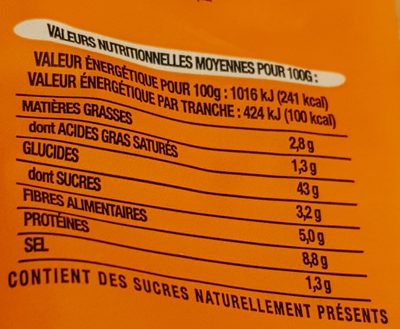 VALEURS NUTRITIONNELLES MOYENNES POUR 100G :
VALEUR ÉNERGÉTIQUE POUR 100g : 1016 kJ (241 kcal)
VALEUR ÉNERGÉTIQUE PAR TRANCHE : 424 kJ (100 kcal)
MATIÈRES GRASSES 2,8 g
dont ACIDES GRAS SATURÉS 1,3 g
GLUCIDES 43 g
dont SUCRES 3,2 g
FIBRES ALIMENTAIRES 5,0 g
PROTÉINES 8,8 g
SEL 1,3 g
CONTIENT DES SUCRES NATURELLEMENT PRÉSENTS